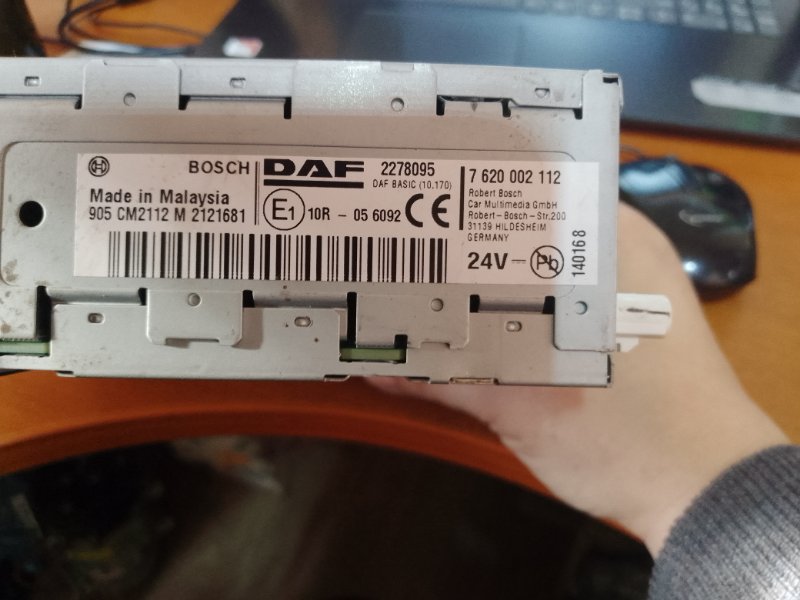 BOSCH
Made in Malaysia
905 CM2112 M 2121681
DAF
2278095
DAF BASIC (10.170)
E1 10R - 05 6092 CE
7 620 002 112
Robert Bosch
Car Multimedia GmbH
Robert-Bosch-Str.200
31139 HILDESHEIM
GERMANY
24V
Pb
140168